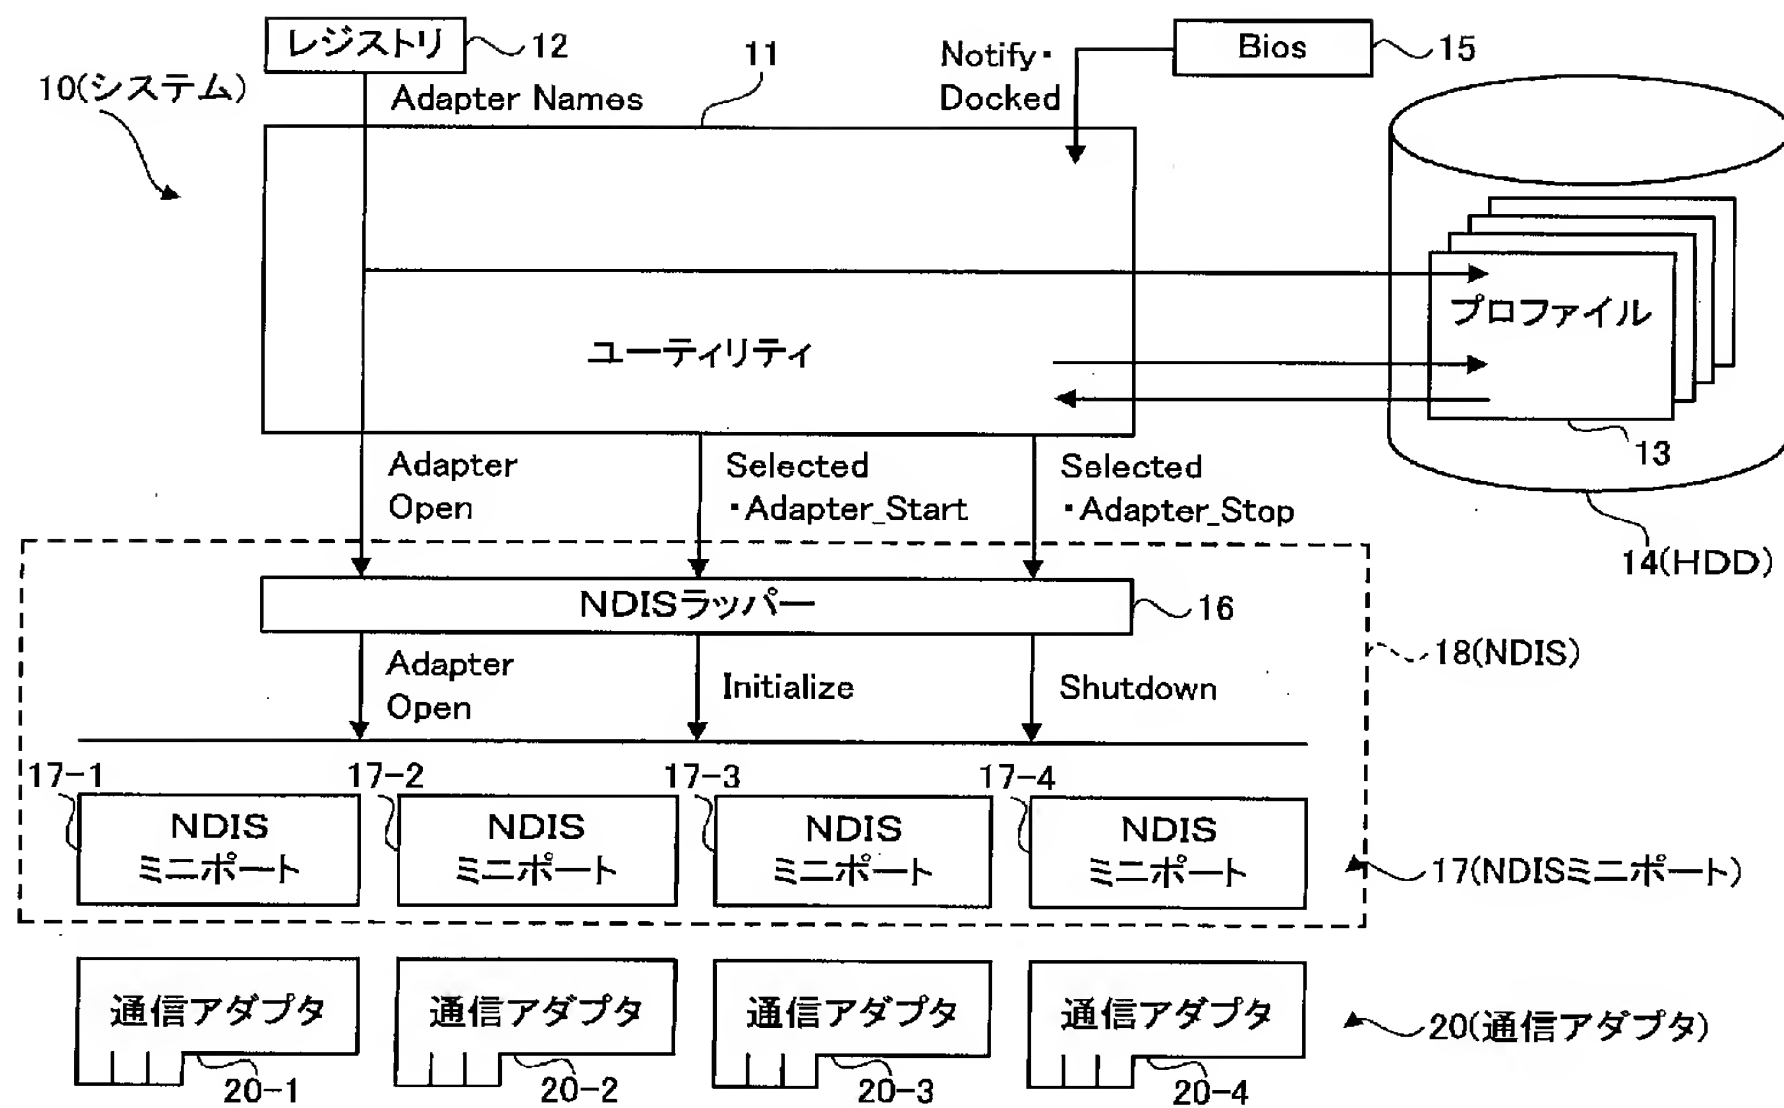 レジストリ
12
11
Notify・
Docked
Bios
15
10(システム)
Adapter Names
プロファイル
ユーティリティ
13
Adapter
Open
Selected
・Adapter_Start
Selected
・Adapter_Stop
14(HDD)
NDISラッパー
16
18(NDIS)
Adapter
Open
Initialize
Shutdown
17-1
17-2
17-3
17-4
NDIS
ミニポート
NDIS
ミニポート
NDIS
ミニポート
NDIS
ミニポート
17(NDISミニポート)
通信アダプタ
通信アダプタ
通信アダプタ
通信アダプタ
20(通信アダプタ)
20-1
20-2
20-3
20-4